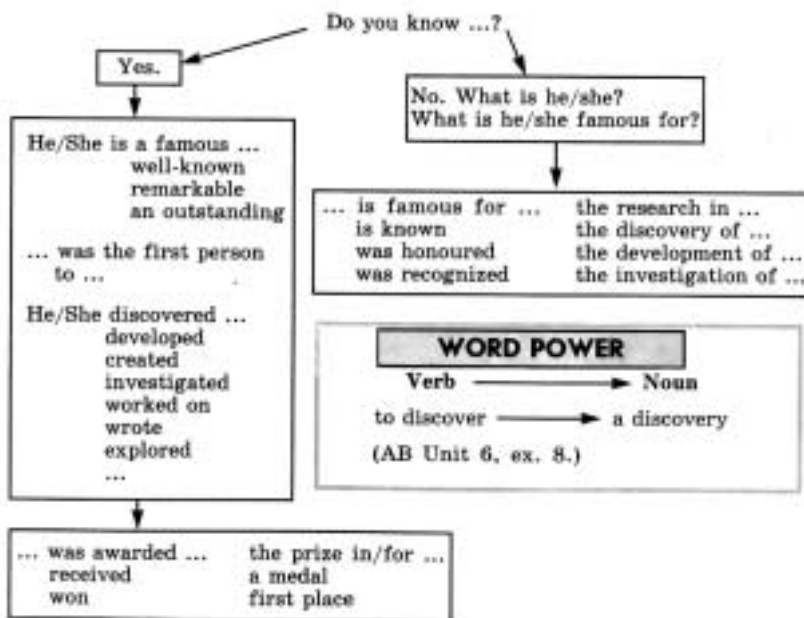 Do you know ...?
Yes.
He/She is a famous ...
well-known
remarkable
an outstanding
... was the first person
to ...
He/She discovered ...
developed
created
investigated
worked on
wrote
explored
...
... was awarded ... the prize in/for ...
received a medal
won first place
No. What is he/she?
What is he/she famous for?
... is famous for ... the research in ...
is known the discovery of ...
was honoured the development of ...
was recognized the investigation of ...
WORD POWER
Verb Noun
to discover a discovery
(AB Unit 6, ex. 8.)